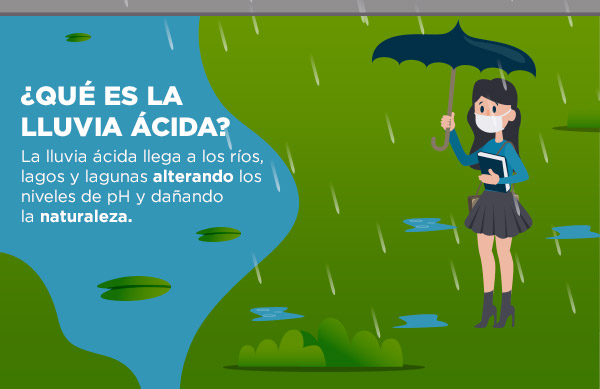 ¿QUÉ ES LA
LLUVIA ÁCIDA?
La lluvia ácida llega a los ríos,
lagos y lagunas alterando los
niveles de pH y dañando
la naturaleza.